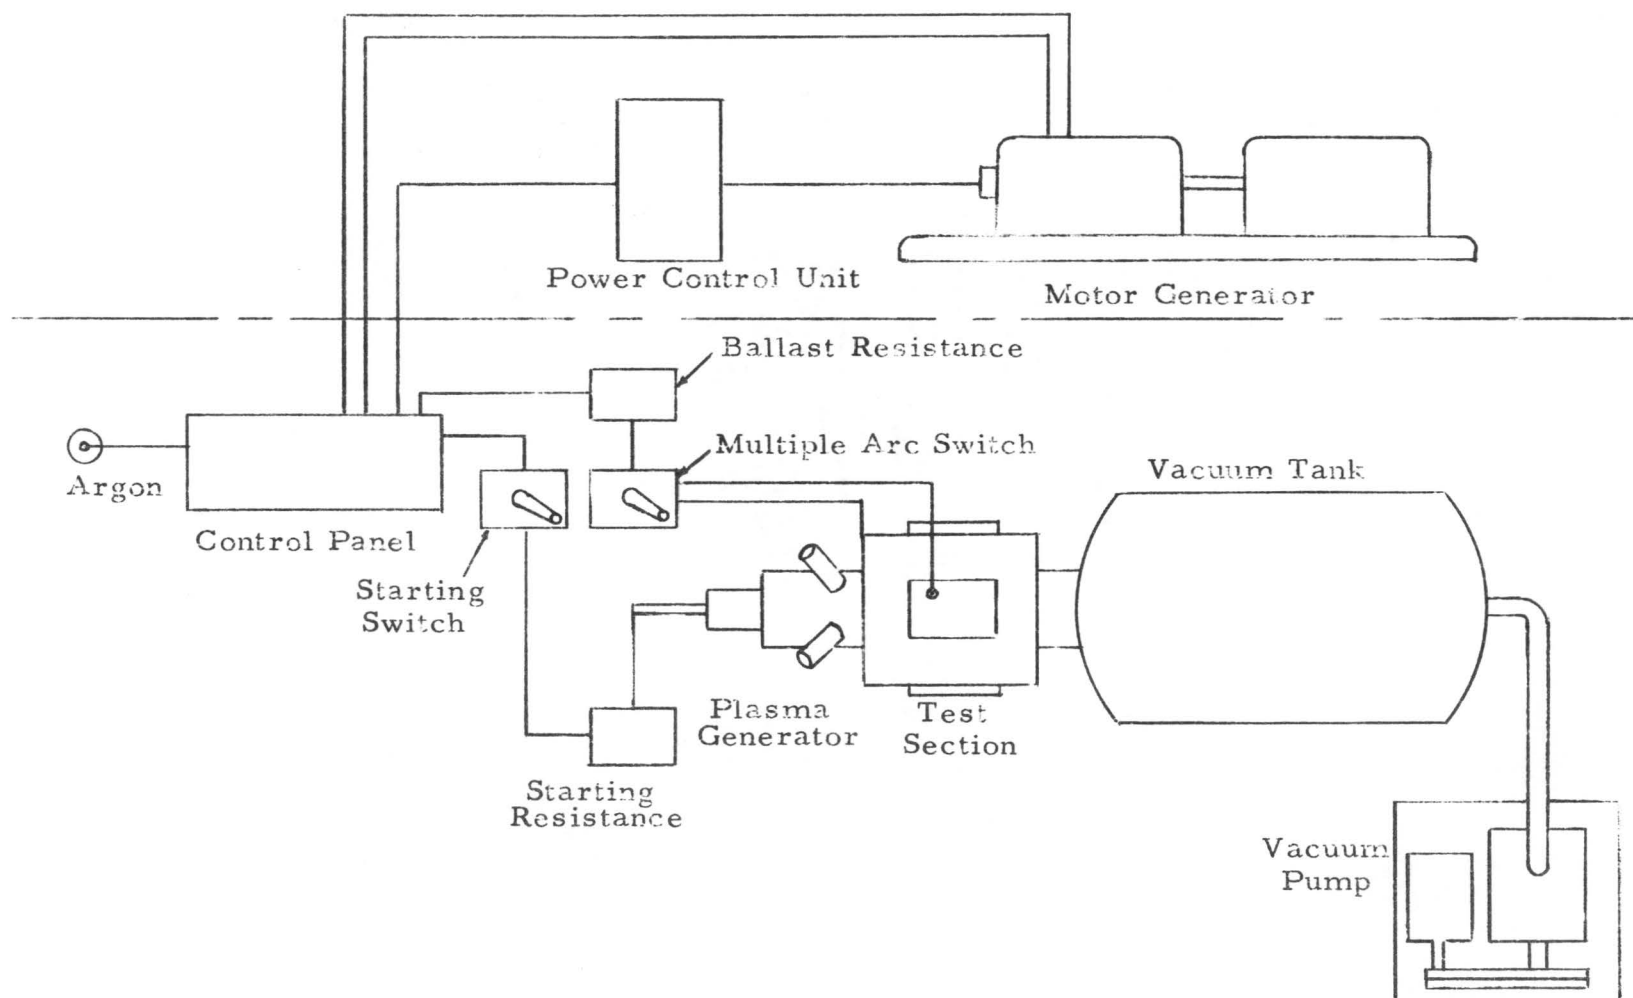 Power Control Unit
Motor Generator
Ballast Resistance
Multiple Arc Switch
Vacuum Tank
Argon
Control Panel
Starting
Switch
Plasma
Generator
Test
Section
Starting
Resistance
Vacuum
Pump